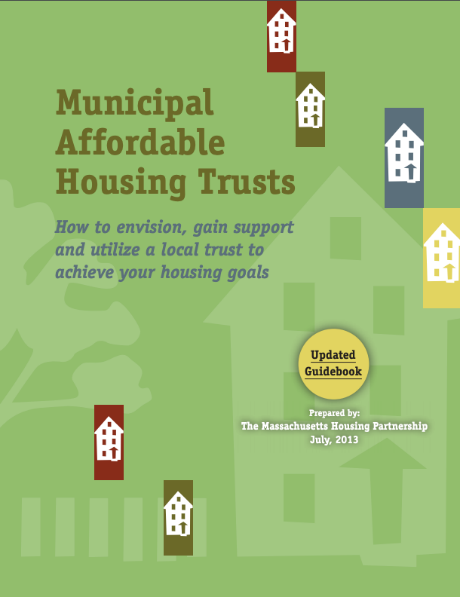 Municipal
Affordable
Housing Trusts
How to envision, gain support
and utilize a local trust to
achieve your housing goals
Updated
Guidebook
Prepared by:
The Massachusetts Housing Partnership
July, 2013